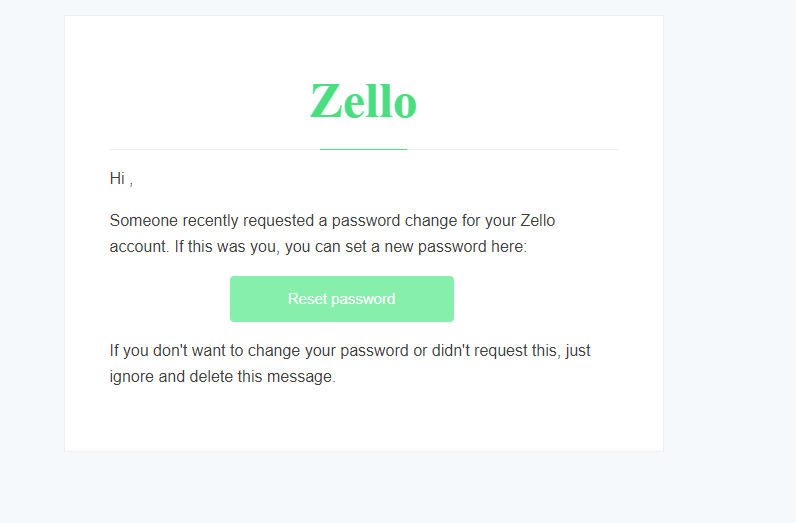 Zello
Hi ,
Someone recently requested a password change for your Zello
account. If this was you, you can set a new password here:
Reset password
If you don't want to change your password or didn't request this, just
ignore and delete this message.